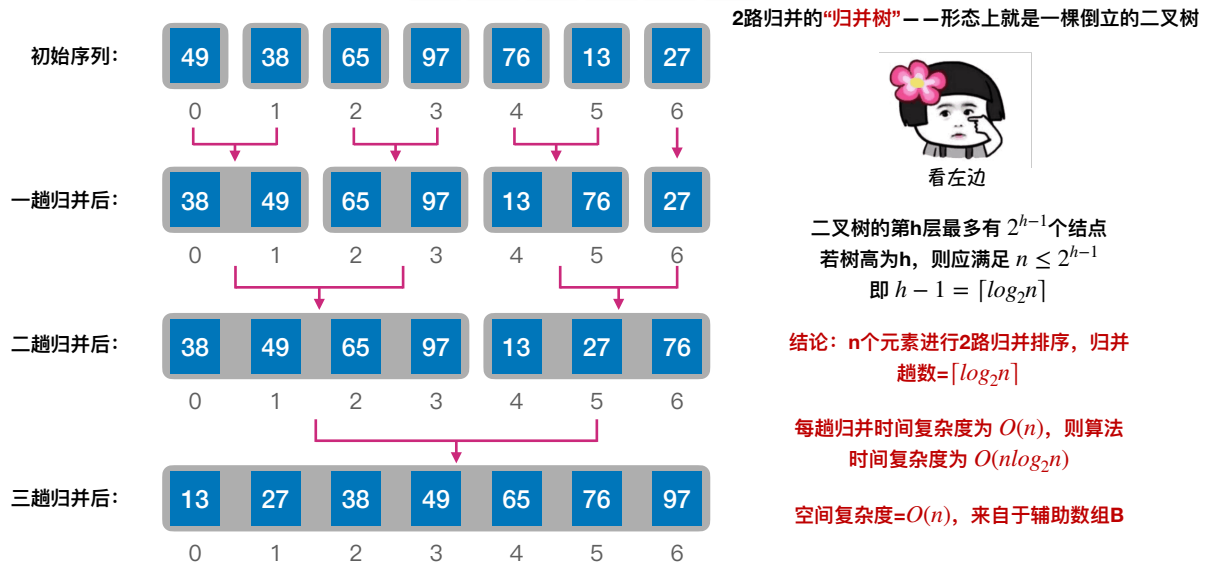 2路归并的“归并树”——形态上就是一棵倒立的二叉树
初始序列：
49 38 65 97 76 13 27
0 1 2 3 4 5 6
一趟归并后：
38 49 65 97 13 76 27
0 1 2 3 4 5 6
二趟归并后：
38 49 65 97 13 27 76
0 1 2 3 4 5 6
三趟归并后：
13 27 38 49 65 76 97
0 1 2 3 4 5 6
看左边
二叉树的第h层最多有 2^{h−1}个结点
若树高为h，则应满足 n ≤ 2^{h−1}
即 h − 1 = ⌈log₂n⌉
结论：n个元素进行2路归并排序，归并
趟数=⌈log₂n⌉
每趟归并时间复杂度为 O(n)，则算法
时间复杂度为 O(nlog₂n)
空间复杂度=O(n)，来自于辅助数组B